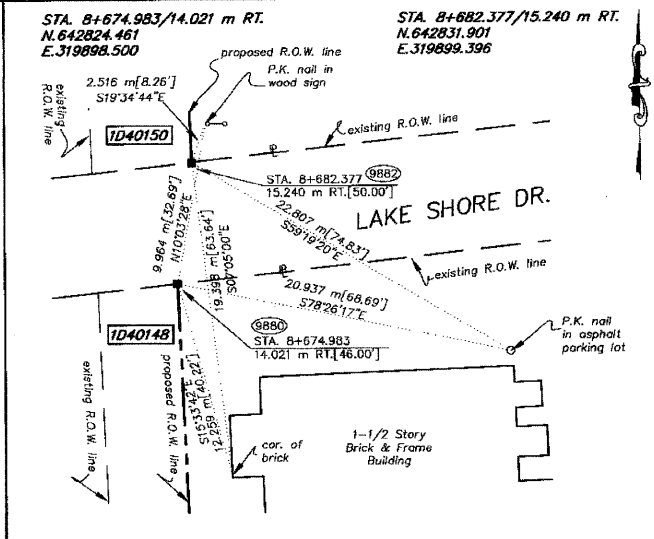 STA. 8+674.983/14.021 m RT.
N.642824.461
E.319898.500
STA. 8+682.377/15.240 m RT.
N.642831.901
E.319899.396
proposed R.O.W. line
P.K. nail in
wood sign
2.516 m[8.26']
S19°34'44"E
existing
R.O.W. line
1D40150
existing R.O.W. line
STA. 8+682.377 9882
15.240 m RT.[50.00']
LAKE SHORE DR.
22.807 m[74.83']
S59°19'20"E
9.964 m[32.69']
N10°03'28"E
19.398 m[63.64']
S07°05'00"E
existing R.O.W. line
20.937 m[68.69']
S78°26'17"E
1D40148
9880
STA. 8+674.983
14.021 m RT.[46.00']
P.K. nail
in asphalt
parking lot
existing R.O.W. line
proposed R.O.W. line
S15°33'42"E
12.259 m[40.22']
cor. of
brick
1-1/2 Story
Brick & Frame
Building